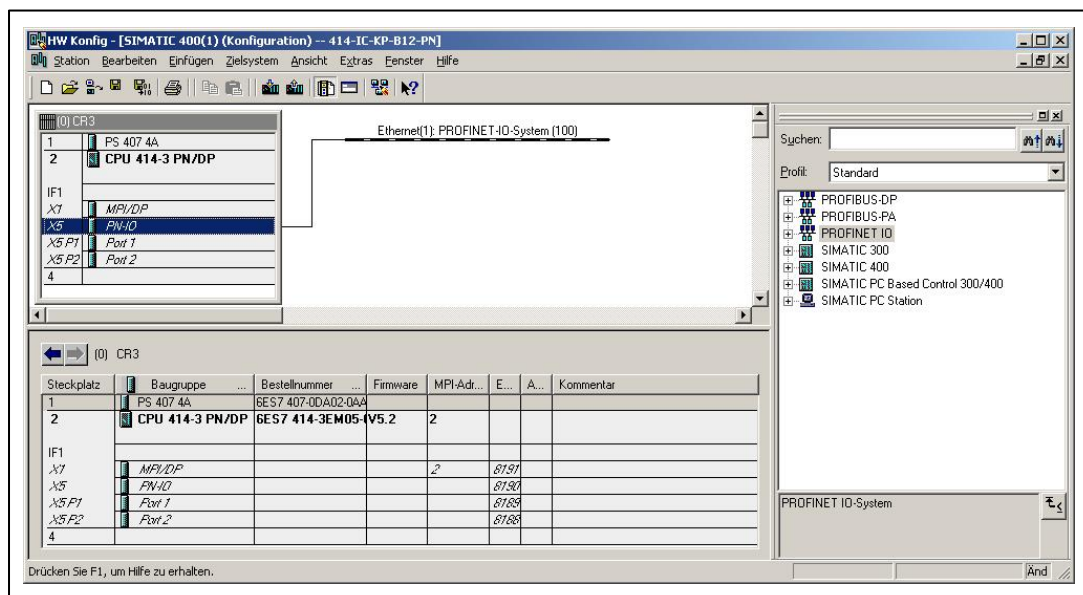 HW Konfig - [SIMATIC 400(1) (Konfiguration) -- 414-IC-KP-B12-PN]
Station Bearbeiten Einfügen Zielsystem Ansicht Extras Fenster Hilfe
(0) CR3
1 PS 407 4A
2 CPU 414-3 PN/DP
IF1
X1 MPI/DP
X5 PN-IO
X5 P1 Port 1
X5 P2 Port 2
4
Ethernet(1): PROFINET-IO-System (100)
Suchen:
Profil: Standard
PROFIBUS-DP
PROFIBUS-PA
PROFINET IO
SIMATIC 300
SIMATIC 400
SIMATIC PC Based Control 300/400
SIMATIC PC Station
(0) CR3
Steckplatz Baugruppe ... Bestellnummer ... Firmware MPI-Adr... E... A... Kommentar
1 PS 407 4A 6ES7 407-0DA02-0AA
2 CPU 414-3 PN/DP 6ES7 414-3EM05- V5.2 2
IF1
X1 MPI/DP 2 8191
X5 PN-IO 8190
X5 P1 Port 1 8189
X5 P2 Port 2 8188
4
PROFINET IO-System
Drücken Sie F1, um Hilfe zu erhalten.
Änd